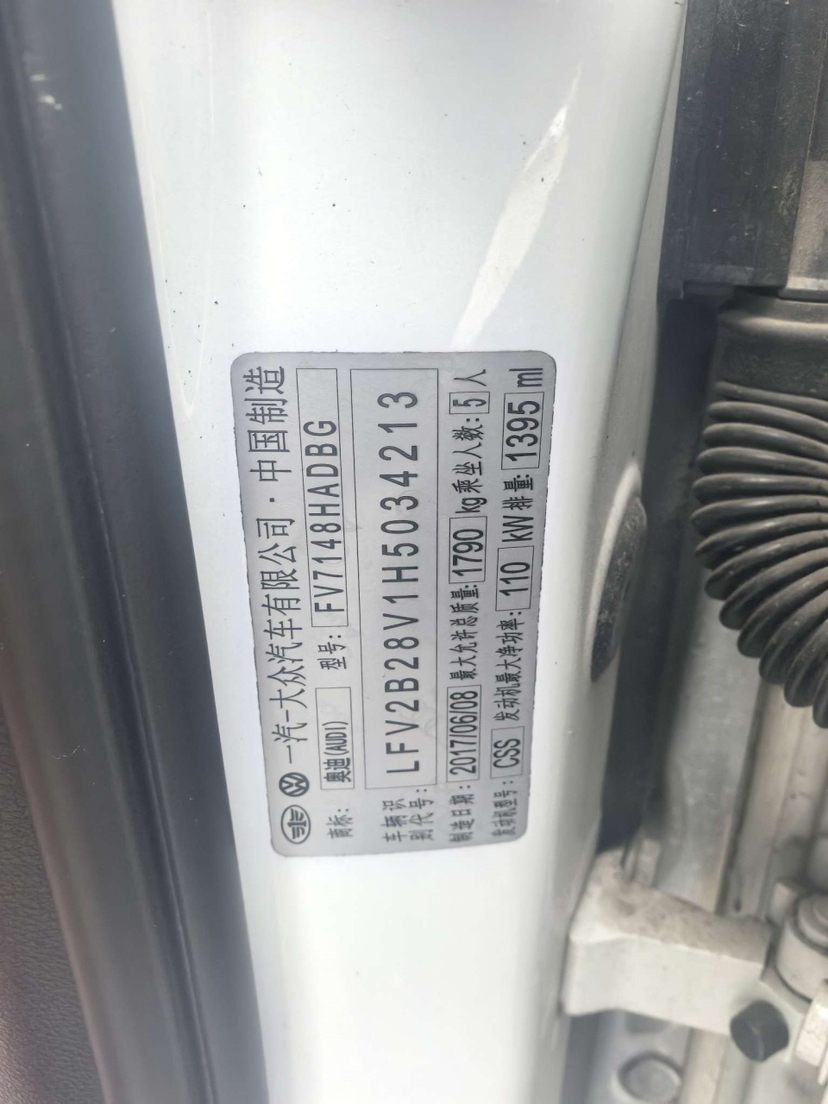 一汽-大众汽车有限公司·中国制造
商标: 奥迪(AUDI) 型号: FV7148HADBG
车辆识别代号: LFV2B28V1H5034213
制造日期: 2017/06/08 最大允许总质量: 1790 kg 乘坐人数: 5 人
发动机型号: CSS 发动机最大净功率: 110 kW 排量: 1395 ml